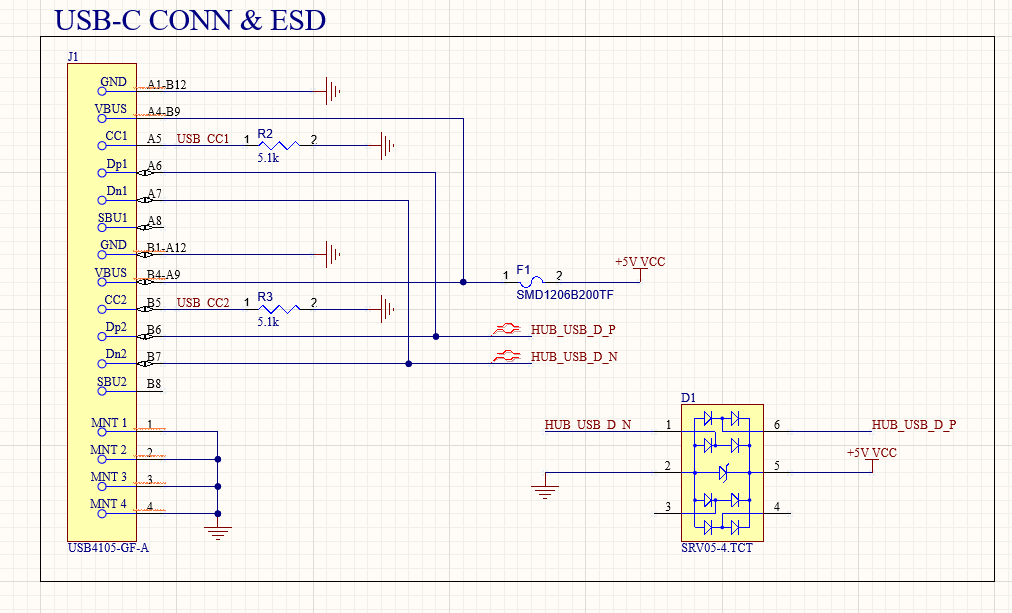 USB-C CONN & ESD
J1
GND A1-B12
VBUS A4-B9
CC1 A5 USB_CC1 1 R2 2
5.1k
Dp1 A6
Dn1 A7
SBU1 A8
GND B1-A12
VBUS B4-A9 1 F1 2 +5V VCC
SMD1206B200TF
CC2 B5 USB_CC2 1 R3 2
5.1k
Dp2 B6 HUB_USB_D_P
Dn2 B7 HUB_USB_D_N
SBU2 B8
MNT 1 1
MNT 2 2
MNT 3 3
MNT 4 4
USB4105-GF-A
D1
HUB_USB_D_N 1 6 HUB_USB_D_P
+5V VCC
2 5
3 4
SRV05-4.TCT